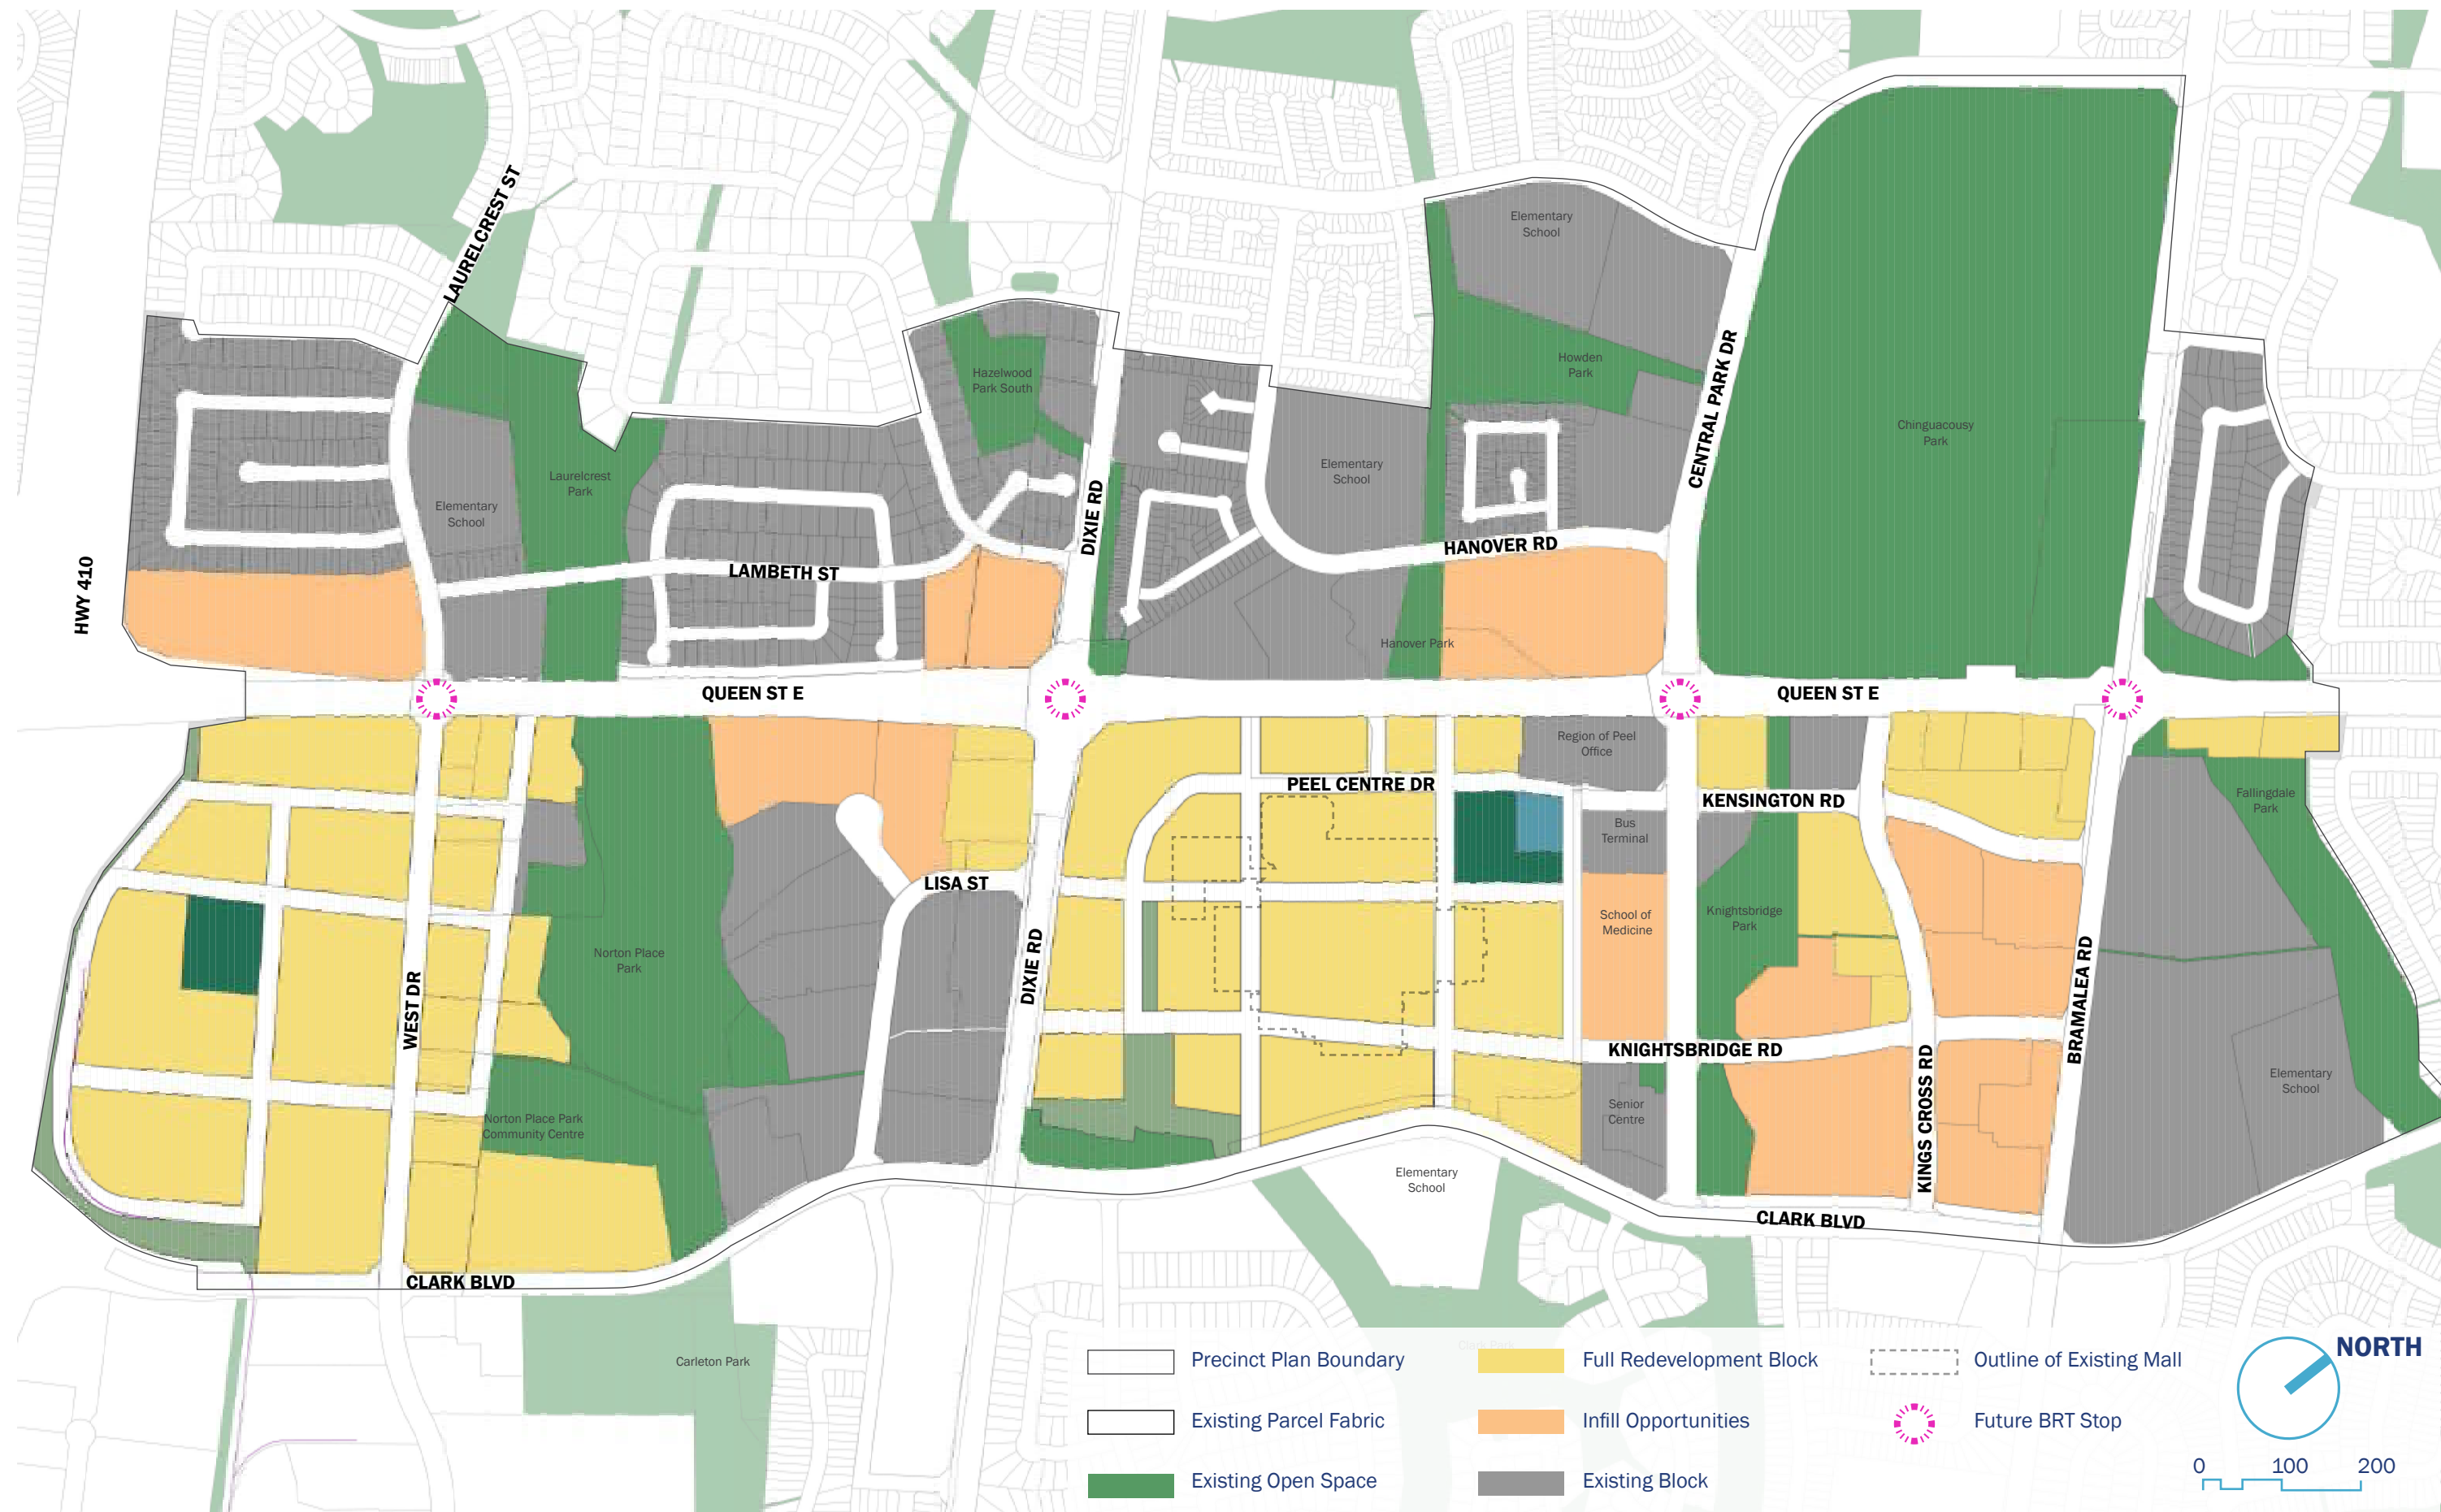 LAURELCREST ST
Elementary
School
Howden
Park
Hazelwood
Park South
CENTRAL PARK DR
Chinguacousy
Park
Laurelcrest
Park
Elementary
School
Elementary
School
DIXIE RD
HANOVER RD
LAMBETH ST
HWY 410
Hanover Park
QUEEN ST E
QUEEN ST E
Region of Peel
Office
PEEL CENTRE DR
KENSINGTON RD
Fallingdale
Park
Bus
Terminal
LISA ST
School of
Medicine
Knightsbridge
Park
Norton Place
Park
DIXIE RD
WEST DR
BRAMALEA RD
KNIGHTSBRIDGE RD
KINGS CROSS RD
Elementary
School
Norton Place Park
Community Centre
Senior
Centre
Elementary
School
CLARK BLVD
CLARK BLVD
Carleton Park
Precinct Plan Boundary
Existing Parcel Fabric
Existing Open Space
Full Redevelopment Block
Infill Opportunities
Existing Block
Outline of Existing Mall
Future BRT Stop
NORTH
0 100 200